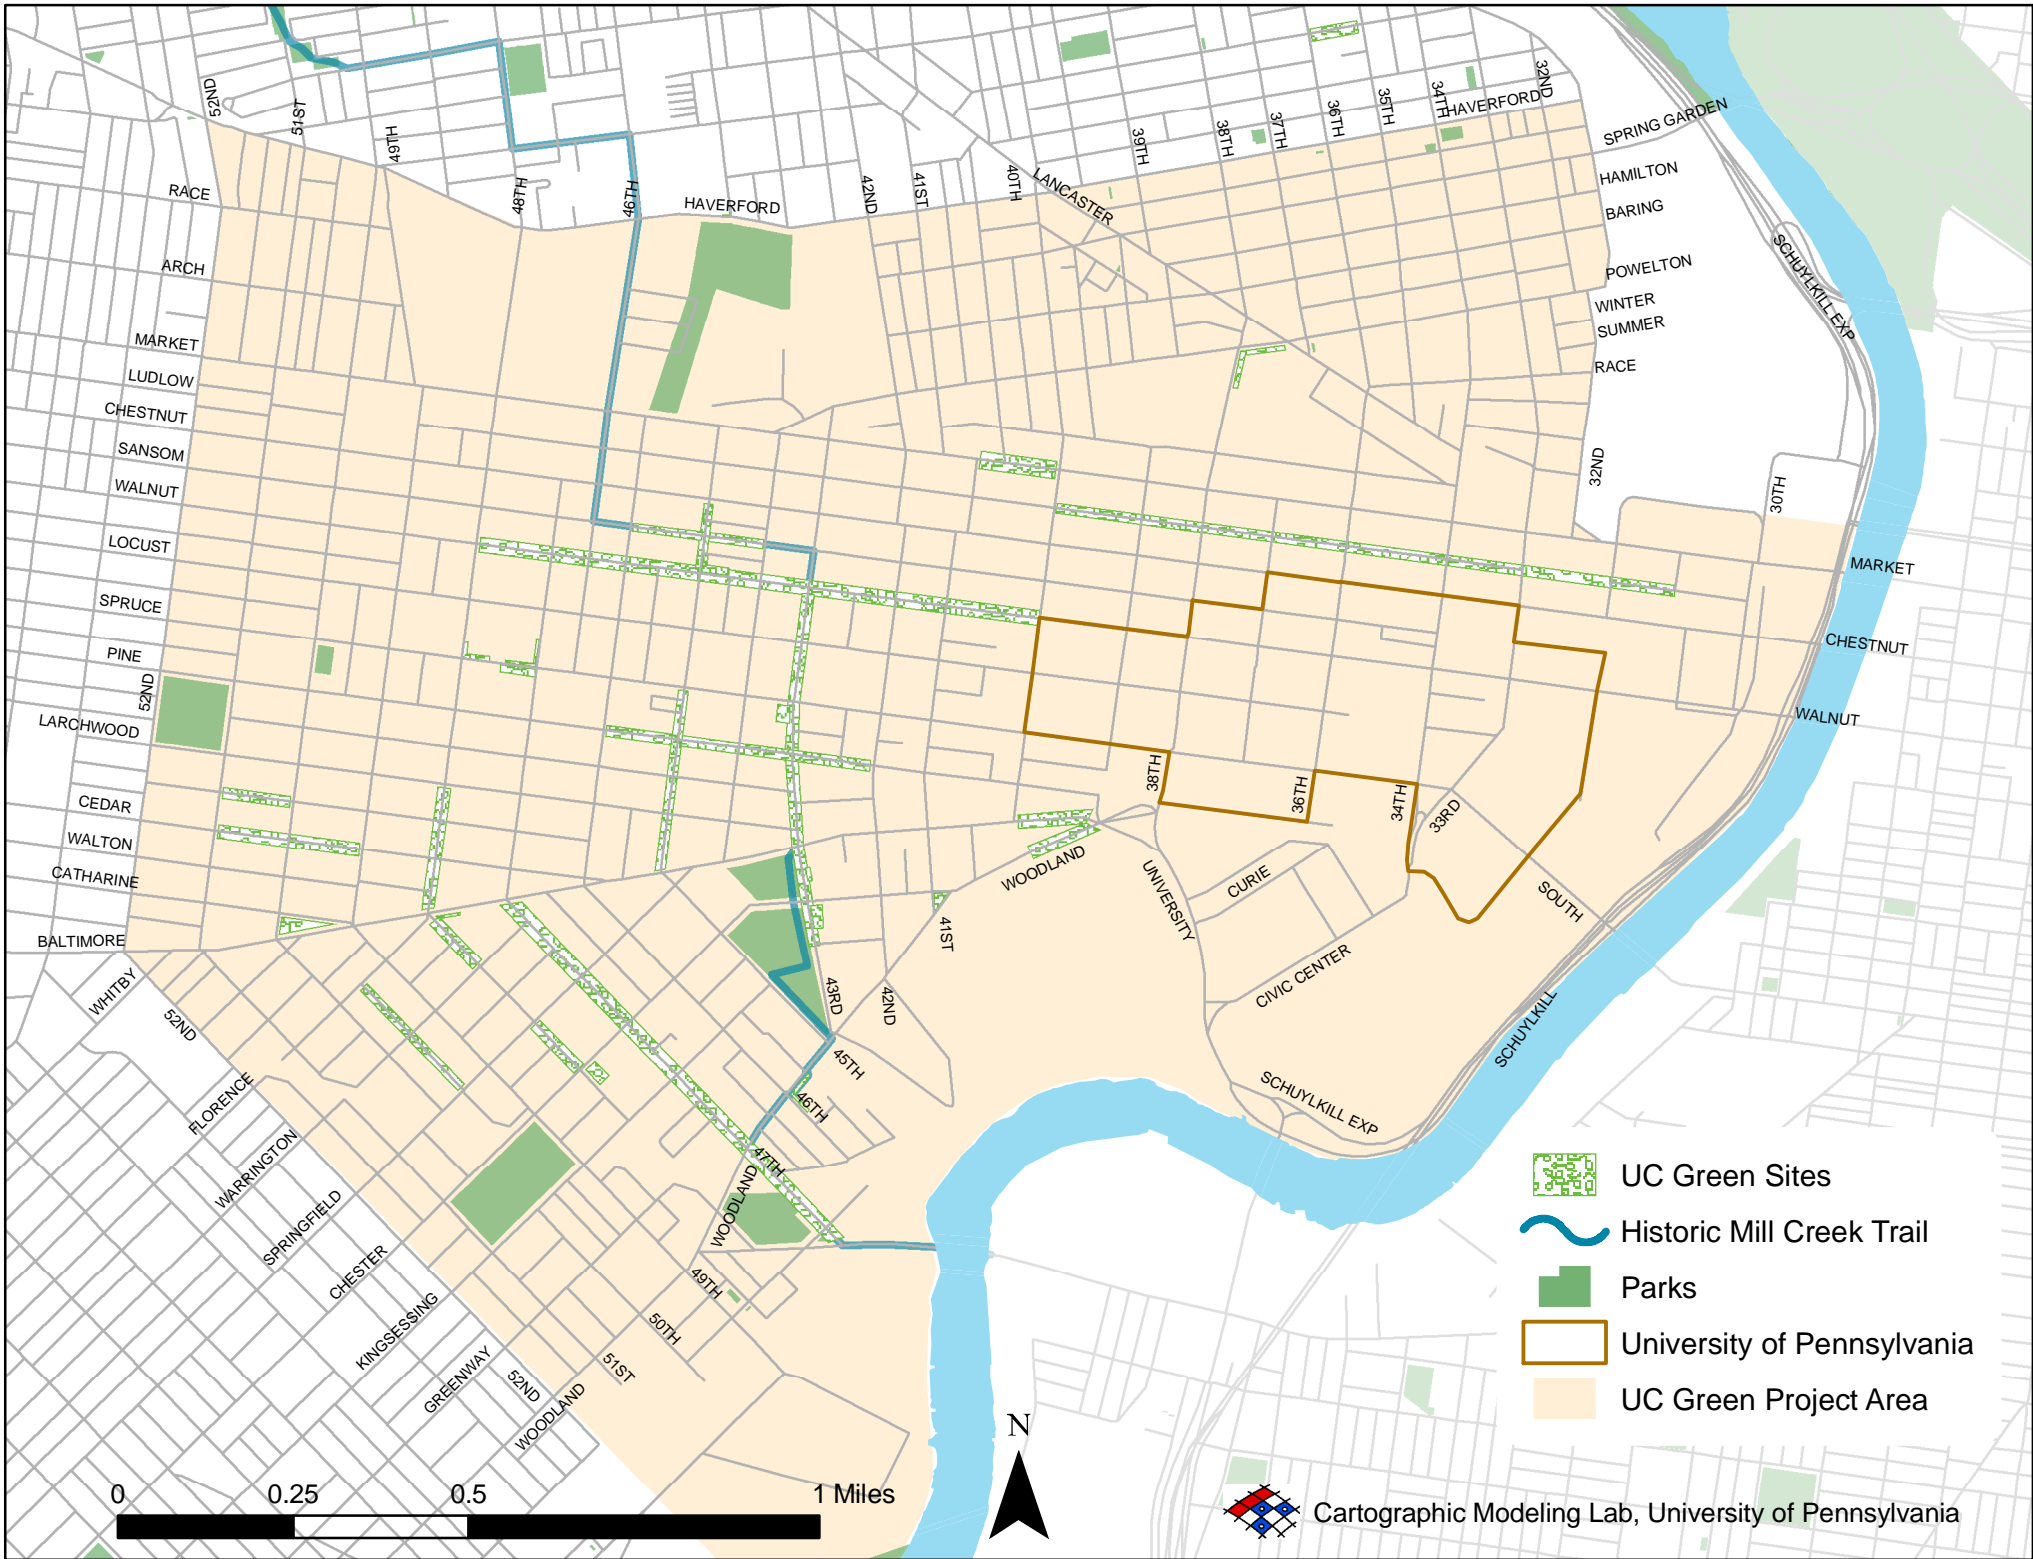 52ND
51ST
49TH
48TH
46TH
HAVERFORD
42ND
41ST
40TH
LANCASTER
39TH
38TH
37TH
36TH
35TH
34TH
HAVERFORD
32ND
SPRING GARDEN
HAMILTON
BARING
POWELTON
WINTER
SUMMER
RACE
SCHUYLKILL EXP
32ND
30TH
MARKET
CHESTNUT
WALNUT
RACE
ARCH
MARKET
LUDLOW
CHESTNUT
SANSOM
WALNUT
LOCUST
SPRUCE
PINE
52ND
LARCHWOOD
CEDAR
WALTON
CATHARINE
BALTIMORE
WHITBY
52ND
FLORENCE
WARRINGTON
SPRINGFIELD
CHESTER
KINGSESSING
GREENWAY
52ND
WOODLAND
51ST
50TH
49TH
WOODLAND
47TH
46TH
45TH
43RD
42ND
41ST
WOODLAND
UNIVERSITY
CURIE
CIVIC CENTER
38TH
36TH
34TH
33RD
SOUTH
SCHUYLKILL
SCHUYLKILL EXP
UC Green Sites
Historic Mill Creek Trail
Parks
University of Pennsylvania
UC Green Project Area
N
0 0.25 0.5 1 Miles
Cartographic Modeling Lab, University of Pennsylvania